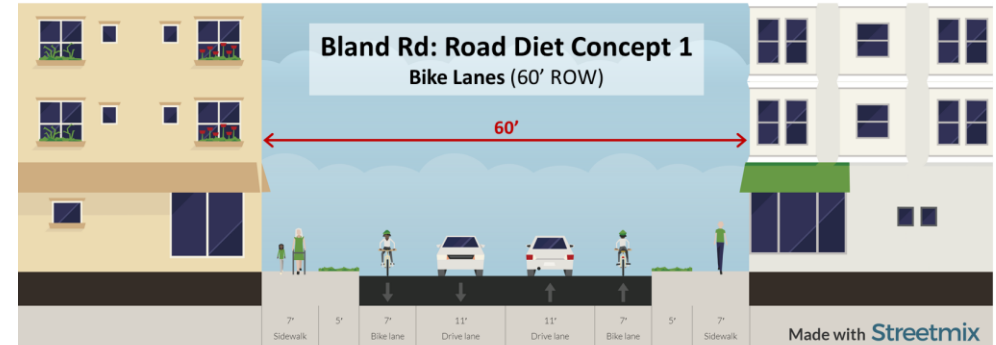 Bland Rd: Road Diet Concept 1
Bike Lanes (60’ ROW)
60’
7' 5' 7' 11' 11' 7' 5' 7'
Sidewalk Bike lane Drive lane Drive lane Bike lane Sidewalk
Made with Streetmix